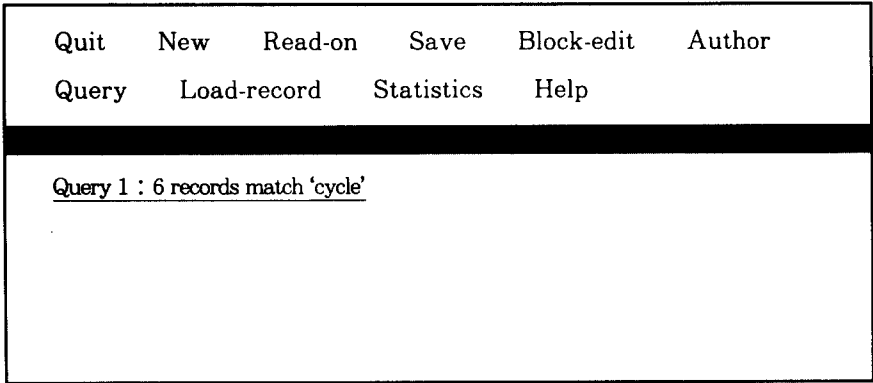 Quit New Read-on Save Block-edit Author
Query Load-record Statistics Help
Query 1 : 6 records match ‘cycle’